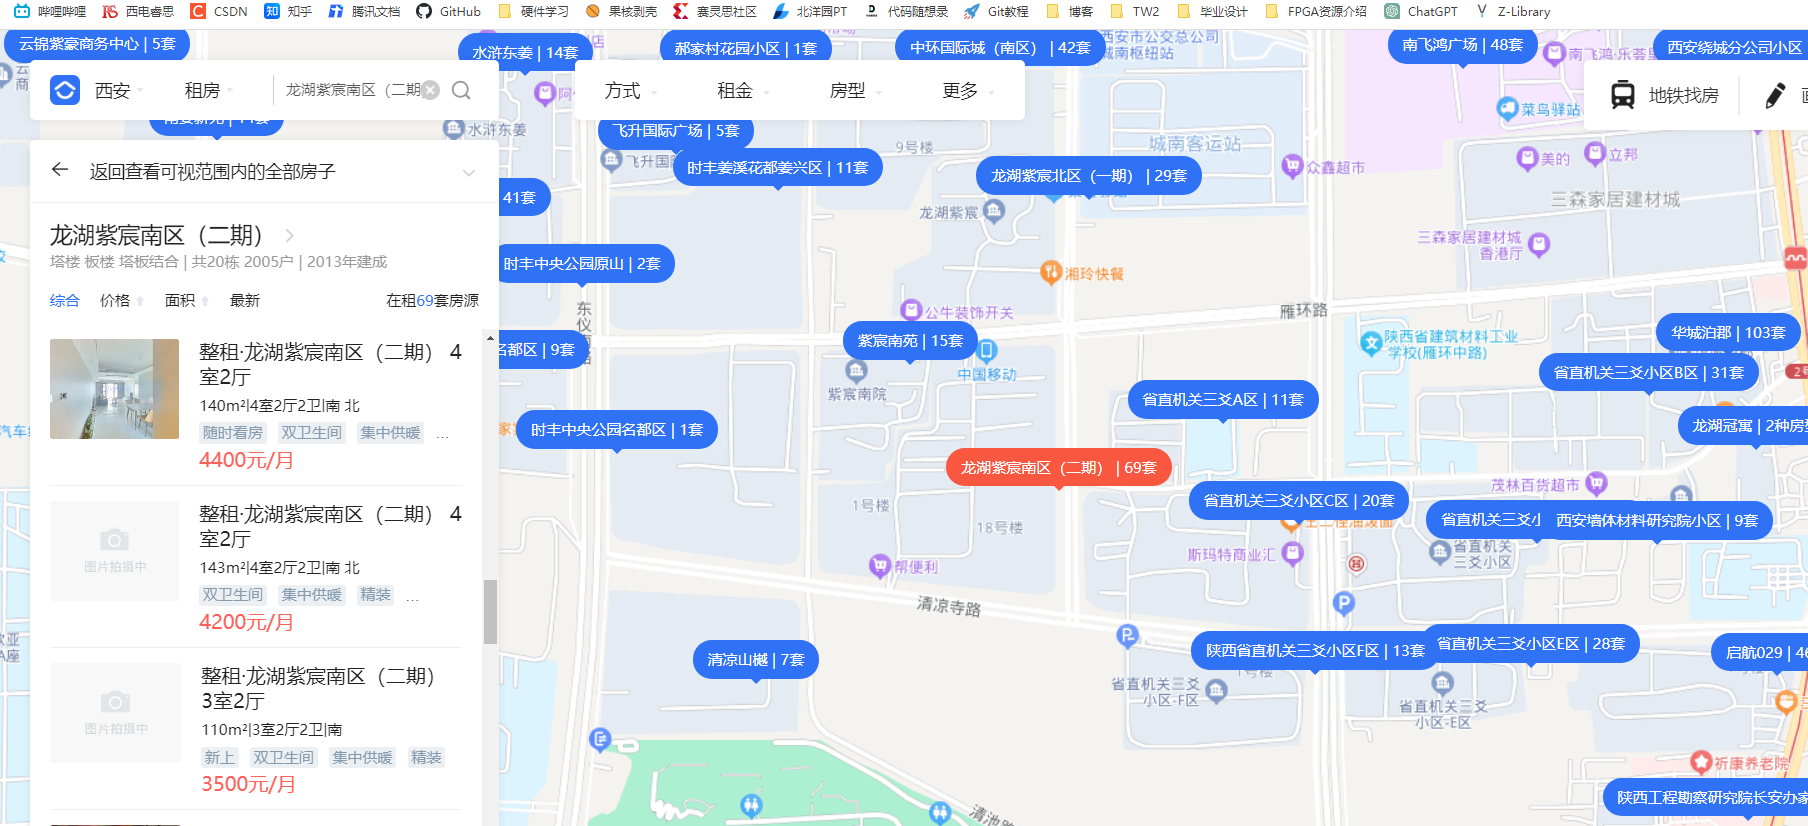 哔哩哔哩 西电睿思 CSDN 知乎 腾讯文档 GitHub 硬件学习 果核剥壳 赛灵思社区 北洋园PT 代码随想录 Git教程 博客 TW2 毕业设计 FPGA资源介绍 ChatGPT Z-Library
云锦紫豪商务中心 | 5套
水浒东姜 | 14套
郝家村花园小区 | 1套
中环国际城（南区） | 42套
西安市公交总公司
城南枢纽站
南飞鸿广场 | 48套
南飞鸿·乐荟里
西安绕城分公司小区
西安
租房
龙湖紫宸南区（二期
方式
租金
房型
更多
地铁找房
菜鸟驿站
水浒东姜
飞升国际广场 | 5套
9号楼
城南客运站
时丰姜溪花都姜兴区 | 11套
龙湖紫宸北区（一期） | 29套
众鑫超市
美的
立邦
三森家居建材城
返回查看可视范围内的全部房子
41套
龙湖紫宸
三森家居建材城
香港厅
龙湖紫宸南区（二期）
塔楼 板楼 塔板结合 | 共20栋 2005户 | 2013年建成
时丰中央公园原山 | 2套
湘玲快餐
综合
价格
面积
最新
在租69套房源
公牛装饰开关
雁环路
名都区 | 9套
紫宸南苑 | 15套
中国移动
紫宸南院
陕西省建筑材料工业
学校(雁环中路)
华城泊郡 | 103套
省直机关三爻小区B区 | 31套
省直机关三爻A区 | 11套
龙湖冠寓 | 2种房型
时丰中央公园名都区 | 1套
龙湖紫宸南区（二期） | 69套
整租·龙湖紫宸南区（二期） 4
室2厅
140m²|4室2厅2卫|南 北
随时看房 双卫生间 集中供暖 ...
4400元/月
茂林百货超市
省直机关三爻小区C区 | 20套
省直机关三爻小
西安墙体材料研究院小区 | 9套
1号楼
18号楼
斯玛特商业汇
省直机关
三爻小区
帮便利
清凉寺路
图片拍摄中
整租·龙湖紫宸南区（二期） 4
室2厅
143m²|4室2厅2卫|南 北
双卫生间 集中供暖 精装 ...
4200元/月
清凉山樾 | 7套
陕西省直机关三爻小区F区 | 13套
省直机关三爻小区E区 | 28套
启航029 | 46
省直机关三爻
小区-F区
省直机关三爻
小区-E区
图片拍摄中
整租·龙湖紫宸南区（二期）
3室2厅
110m²|3室2厅2卫|南
新上 双卫生间 集中供暖 精装
3500元/月
祈康养老院
陕西工程勘察研究院长安办家
清池路